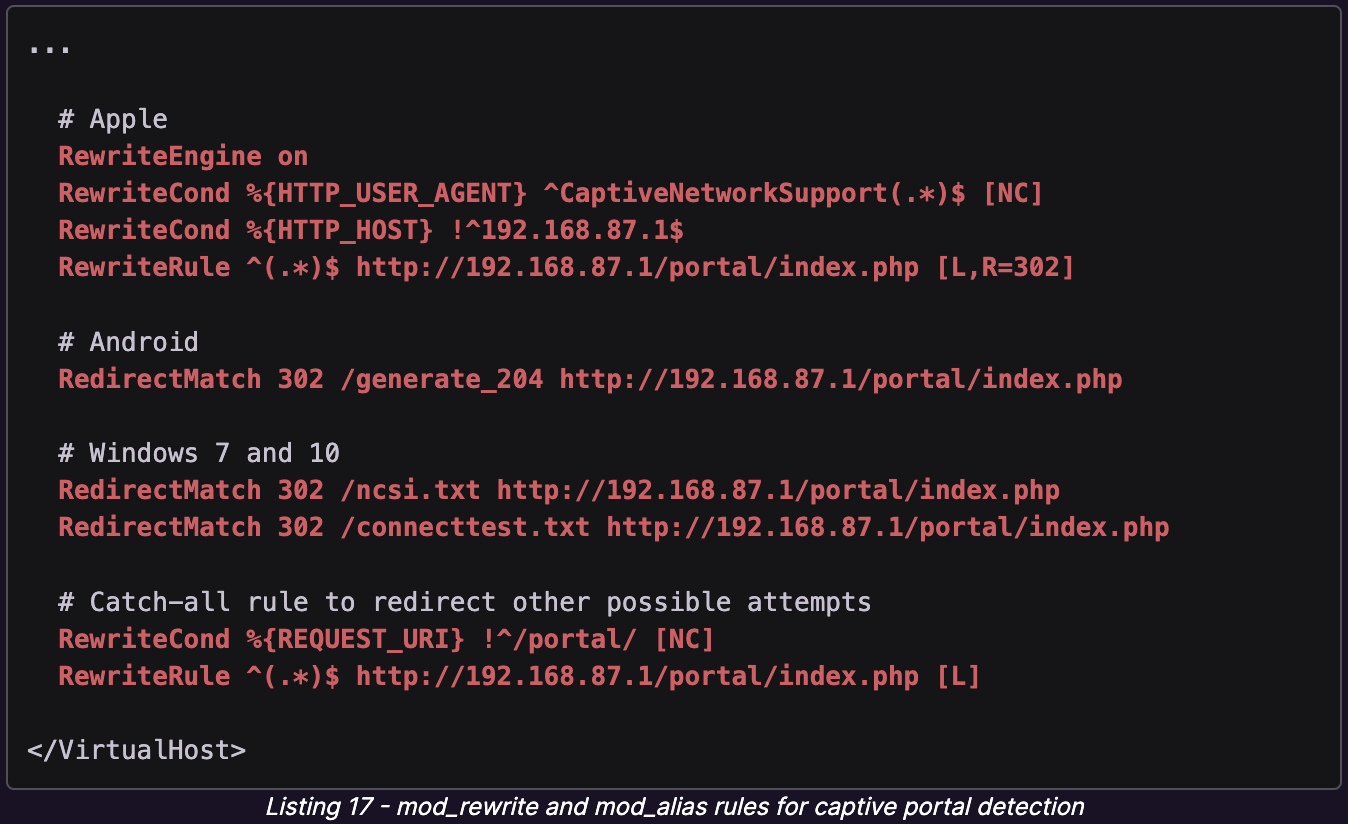 ...
# Apple
RewriteEngine on
RewriteCond %{HTTP_USER_AGENT} ^CaptiveNetworkSupport(.*)$ [NC]
RewriteCond %{HTTP_HOST} !^192.168.87.1$
RewriteRule ^(.*)$ http://192.168.87.1/portal/index.php [L,R=302]
# Android
RedirectMatch 302 /generate_204 http://192.168.87.1/portal/index.php
# Windows 7 and 10
RedirectMatch 302 /ncsi.txt http://192.168.87.1/portal/index.php
RedirectMatch 302 /connecttest.txt http://192.168.87.1/portal/index.php
# Catch-all rule to redirect other possible attempts
RewriteCond %{REQUEST_URI} !^/portal/ [NC]
RewriteRule ^(.*)$ http://192.168.87.1/portal/index.php [L]
</VirtualHost>
Listing 17 - mod_rewrite and mod_alias rules for captive portal detection